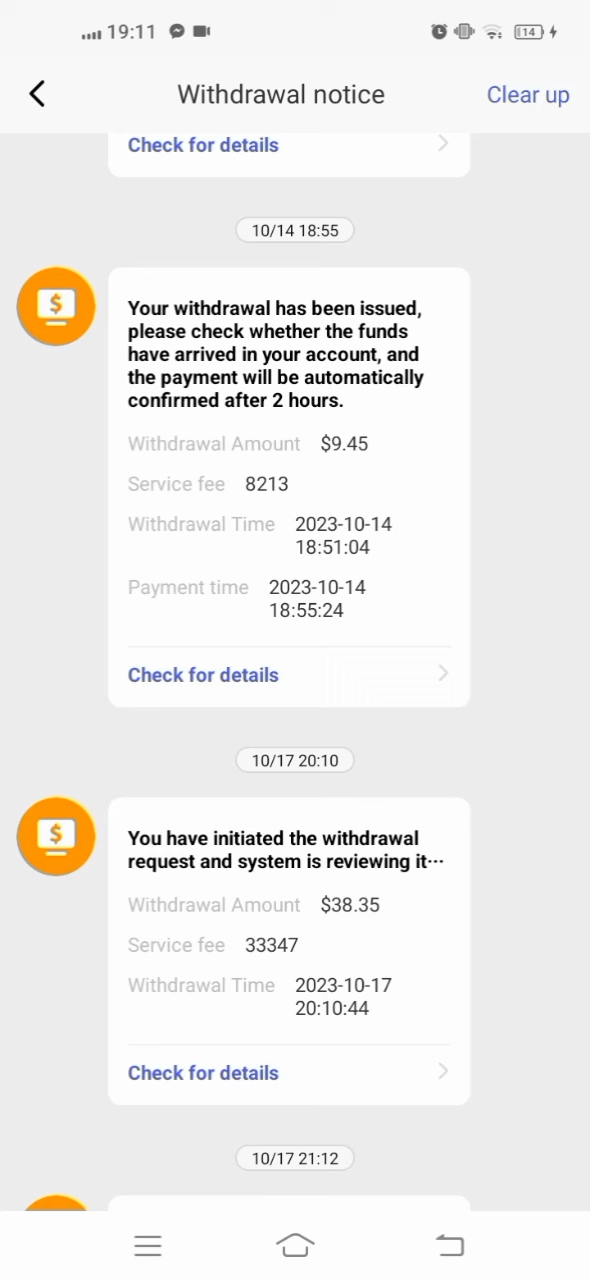 19:11
14
Withdrawal notice
Clear up
Check for details
10/14 18:55
$
Your withdrawal has been issued,
please check whether the funds
have arrived in your account, and
the payment will be automatically
confirmed after 2 hours.
Withdrawal Amount $9.45
Service fee 8213
Withdrawal Time 2023-10-14
18:51:04
Payment time 2023-10-14
18:55:24
Check for details
10/17 20:10
$
You have initiated the withdrawal
request and system is reviewing it···
Withdrawal Amount $38.35
Service fee 33347
Withdrawal Time 2023-10-17
20:10:44
Check for details
10/17 21:12